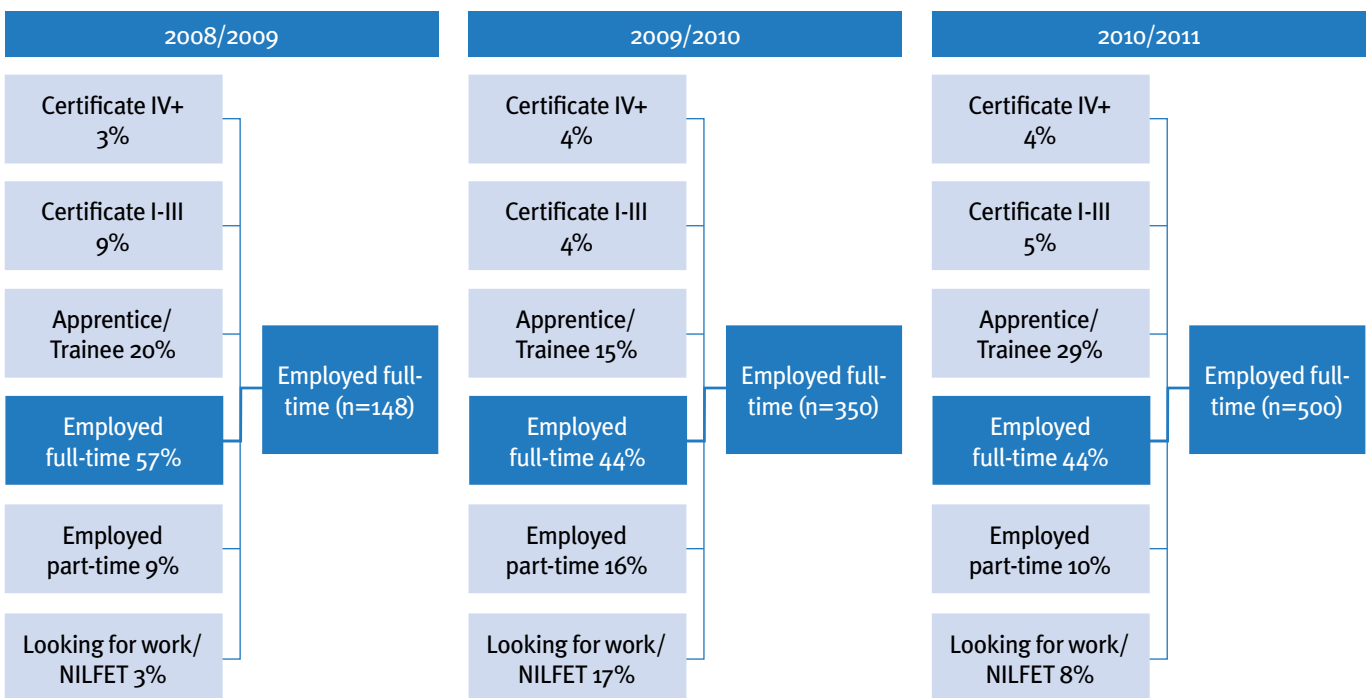 2008/2009
Certificate IV+
3%
Certificate I-III
9%
Apprentice/
Trainee 20%
Employed
full-time 57%
Employed
part-time 9%
Looking for work/
NILFET 3%
Employed full-
time (n=148)
2009/2010
Certificate IV+
4%
Certificate I-III
4%
Apprentice/
Trainee 15%
Employed
full-time 44%
Employed
part-time 16%
Looking for work/
NILFET 17%
Employed full-
time (n=350)
2010/2011
Certificate IV+
4%
Certificate I-III
5%
Apprentice/
Trainee 29%
Employed
full-time 44%
Employed
part-time 10%
Looking for work/
NILFET 8%
Employed full-
time (n=500)